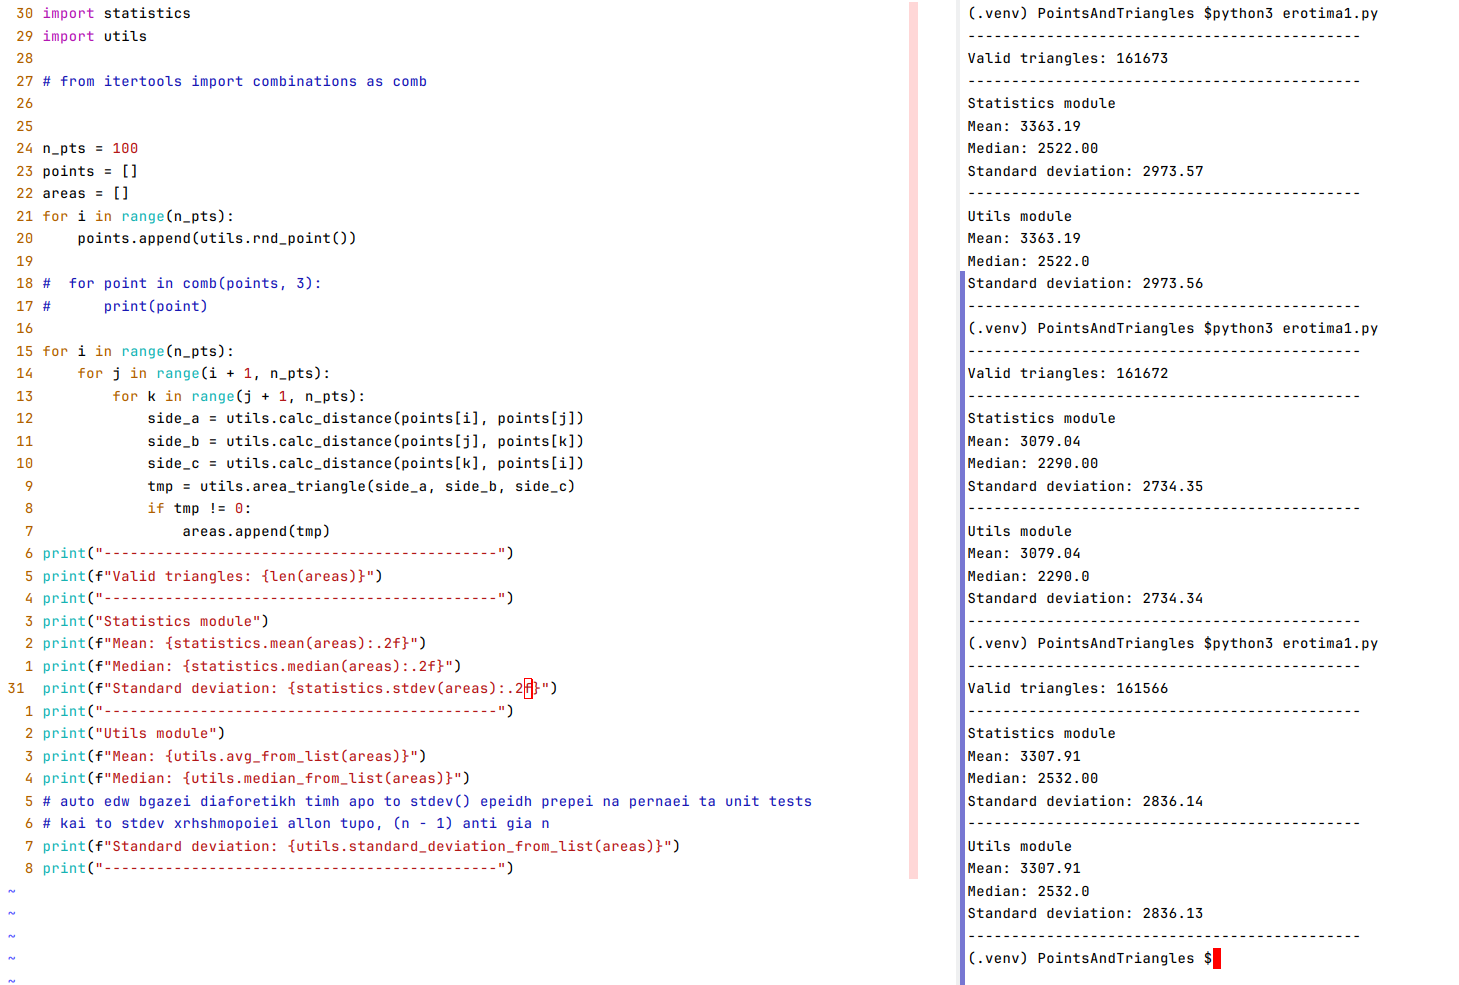 30 import statistics
29 import utils
28
27 # from itertools import combinations as comb
26
25
24 n_pts = 100
23 points = []
22 areas = []
21 for i in range(n_pts):
20     points.append(utils.rnd_point())
19
18 #  for point in comb(points, 3):
17 #      print(point)
16
15 for i in range(n_pts):
14     for j in range(i + 1, n_pts):
13         for k in range(j + 1, n_pts):
12             side_a = utils.calc_distance(points[i], points[j])
11             side_b = utils.calc_distance(points[j], points[k])
10             side_c = utils.calc_distance(points[k], points[i])
9             tmp = utils.area_triangle(side_a, side_b, side_c)
8             if tmp != 0:
7                 areas.append(tmp)
6 print("---------------------------------------------")
5 print(f"Valid triangles: {len(areas)}")
4 print("---------------------------------------------")
3 print("Statistics module")
2 print(f"Mean: {statistics.mean(areas):.2f}")
1 print(f"Median: {statistics.median(areas):.2f}")
31 print(f"Standard deviation: {statistics.stdev(areas):.2f}")
1 print("---------------------------------------------")
2 print("Utils module")
3 print(f"Mean: {utils.avg_from_list(areas)}")
4 print(f"Median: {utils.median_from_list(areas)}")
5 # auto edw bgazei diaforetikh timh apo to stdev() epeidh prepei na pernaei ta unit tests
6 # kai to stdev xrhshmopoiei allon tupo, (n - 1) anti gia n
7 print(f"Standard deviation: {utils.standard_deviation_from_list(areas)}")
8 print("---------------------------------------------")
~
~
~
~
~
(.venv) PointsAndTriangles $python3 erotima1.py
---------------------------------------------
Valid triangles: 161673
---------------------------------------------
Statistics module
Mean: 3363.19
Median: 2522.00
Standard deviation: 2973.57
---------------------------------------------
Utils module
Mean: 3363.19
Median: 2522.0
Standard deviation: 2973.56
---------------------------------------------
(.venv) PointsAndTriangles $python3 erotima1.py
---------------------------------------------
Valid triangles: 161672
---------------------------------------------
Statistics module
Mean: 3079.04
Median: 2290.00
Standard deviation: 2734.35
---------------------------------------------
Utils module
Mean: 3079.04
Median: 2290.0
Standard deviation: 2734.34
---------------------------------------------
(.venv) PointsAndTriangles $python3 erotima1.py
---------------------------------------------
Valid triangles: 161566
---------------------------------------------
Statistics module
Mean: 3307.91
Median: 2532.00
Standard deviation: 2836.14
---------------------------------------------
Utils module
Mean: 3307.91
Median: 2532.0
Standard deviation: 2836.13
---------------------------------------------
(.venv) PointsAndTriangles $